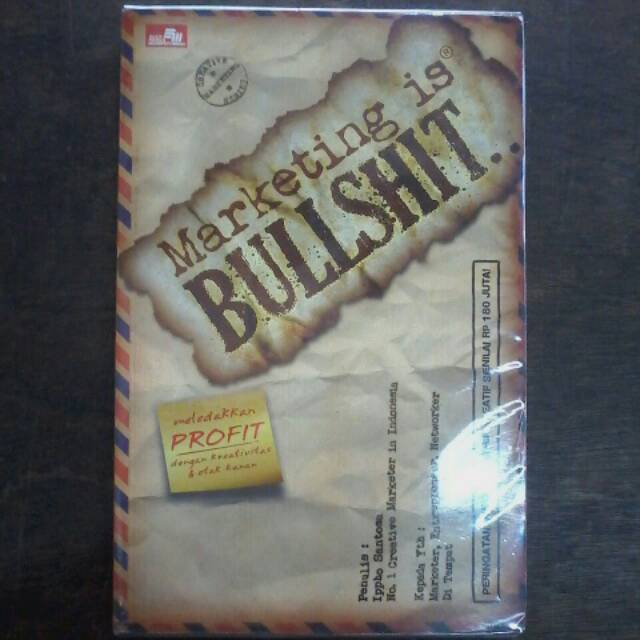 Marketing is®
BULLSHIT..
meledakkan
PROFIT
dengan kreativitas
& otak kanan
Penulis :
Ippho Santosa
No. 1 Creative Marketer in Indonesia
Kepada Yth :
Marketer, Entrepreneur, Networker
Di Tempat
PERINGATAN
KREATIF SENILAI RP 180 JUTA!